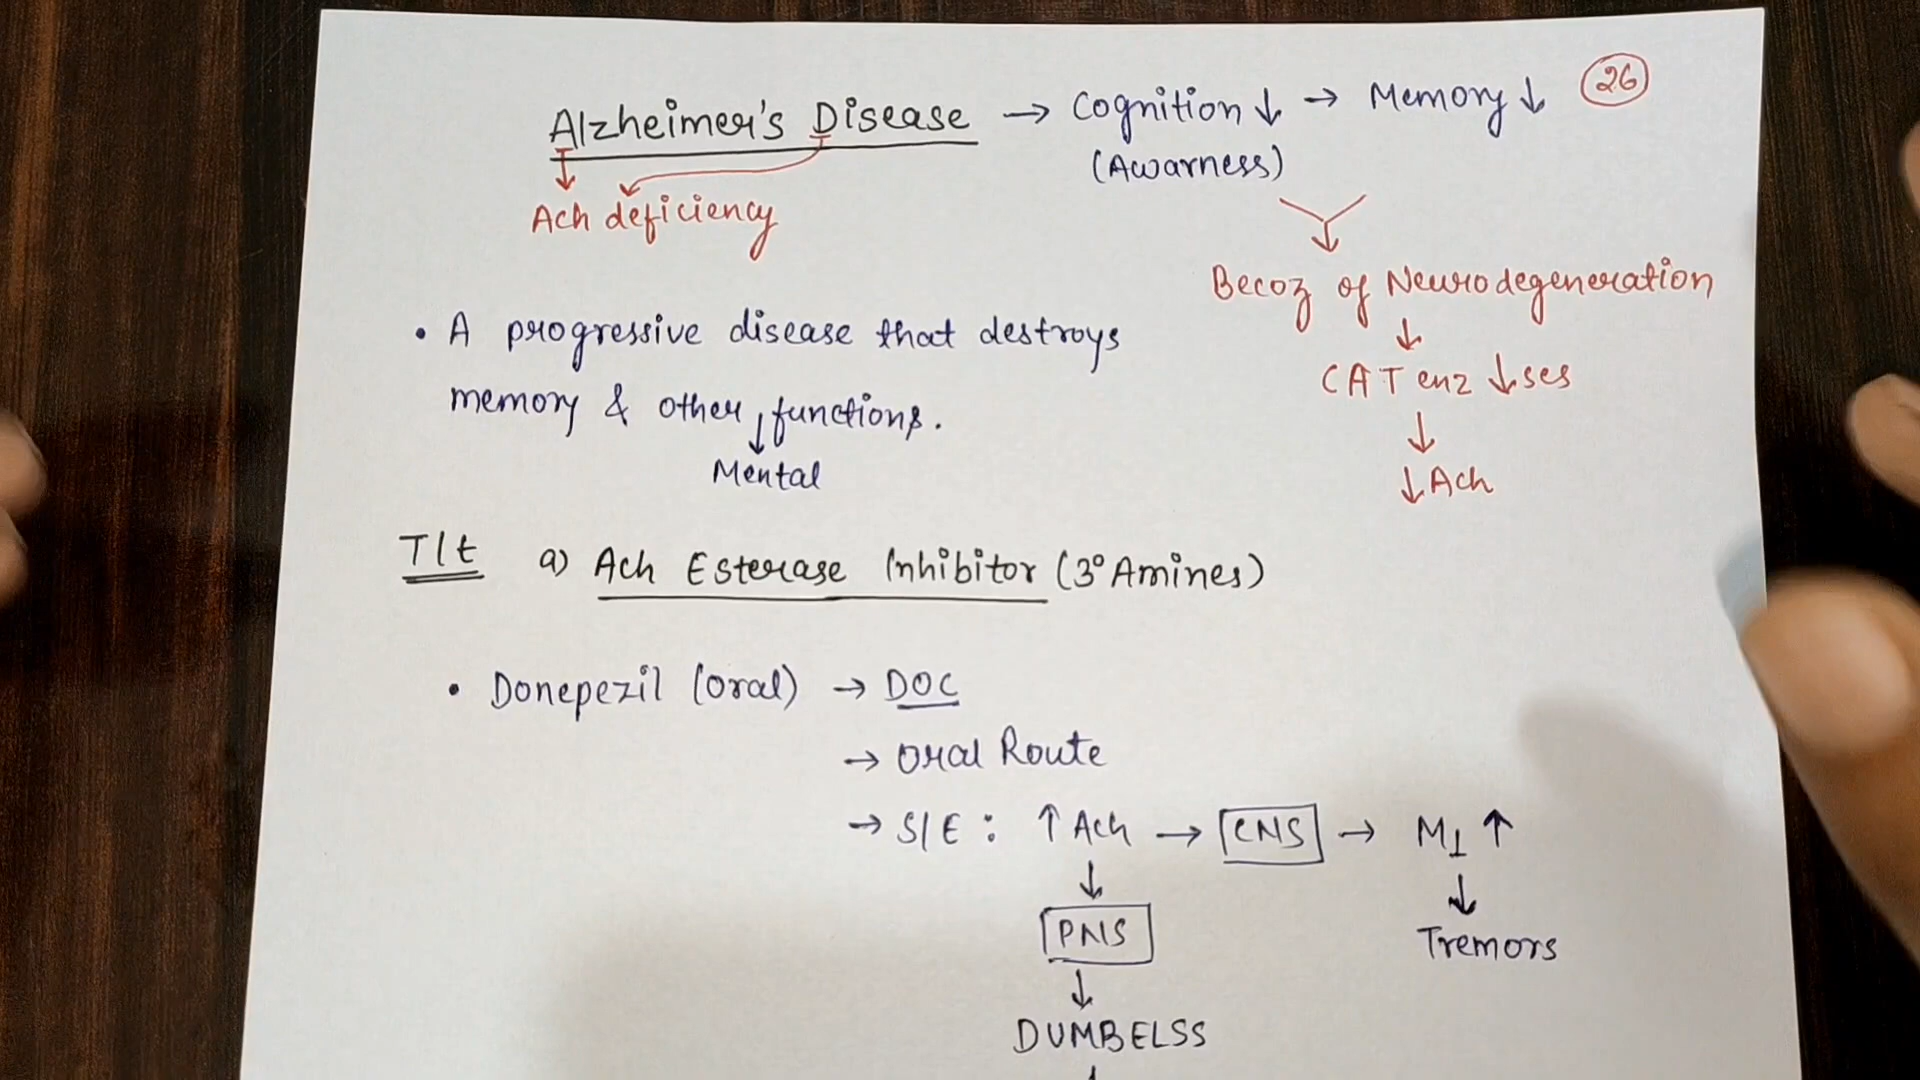 Alzheimer's Disease → Cognition ↓ → Memory ↓ 26
(Awarness)
Ach deficiency
Becoz of Neurodegeneration
↓
CAT enz ↓ses
↓
↓Ach
• A progressive disease that destroys
memory & other functions.
Mental
T/t a) Ach Esterase Inhibitor (3° Amines)
• Donepezil (oral) → DOC
→ Oral Route
→ S/E : ↑ Ach → CNS → M1 ↑
↓ ↓
PNS Tremors
↓
DUMBELSS